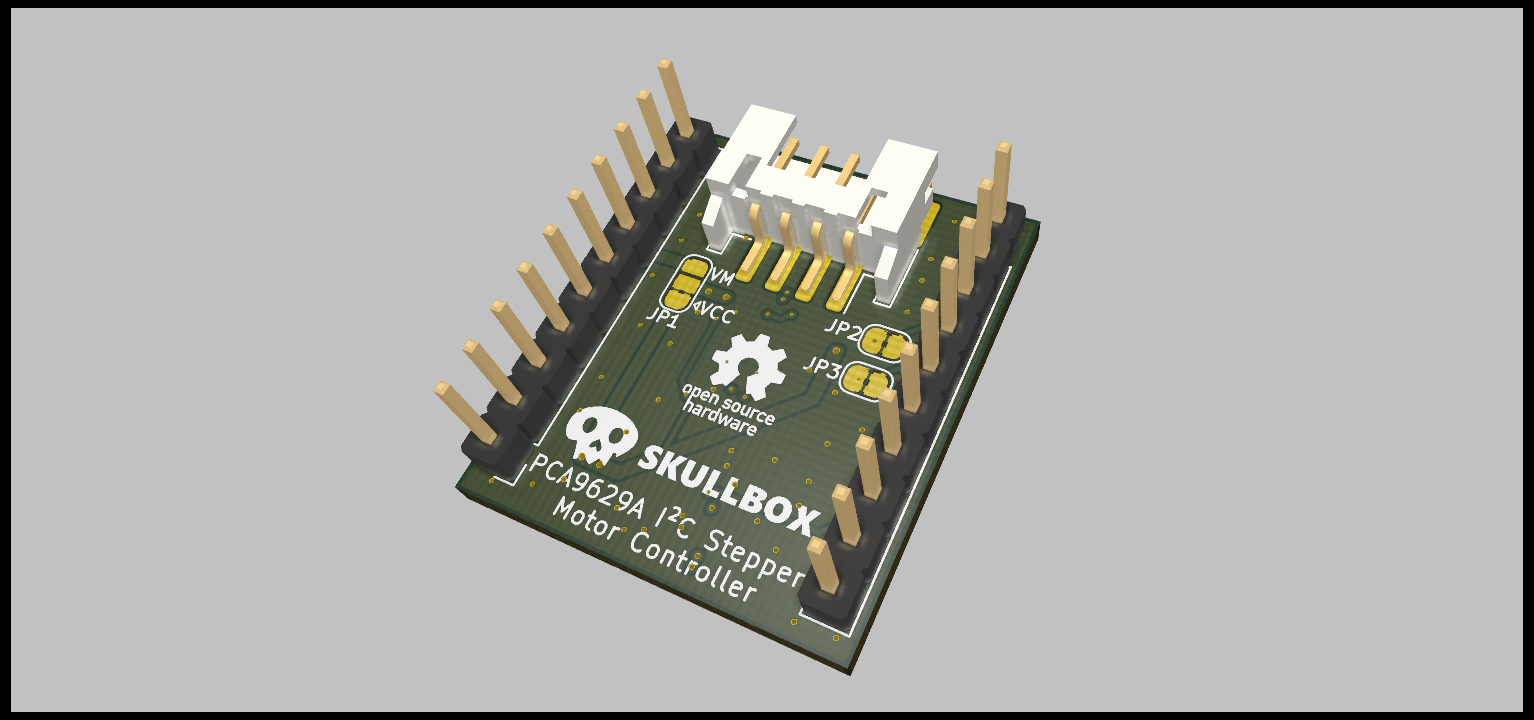 VM
◁VCC
JP1
JP2
JP3
open source
hardware
SKULLBOX
PCA9629A I²C Stepper
Motor Controller